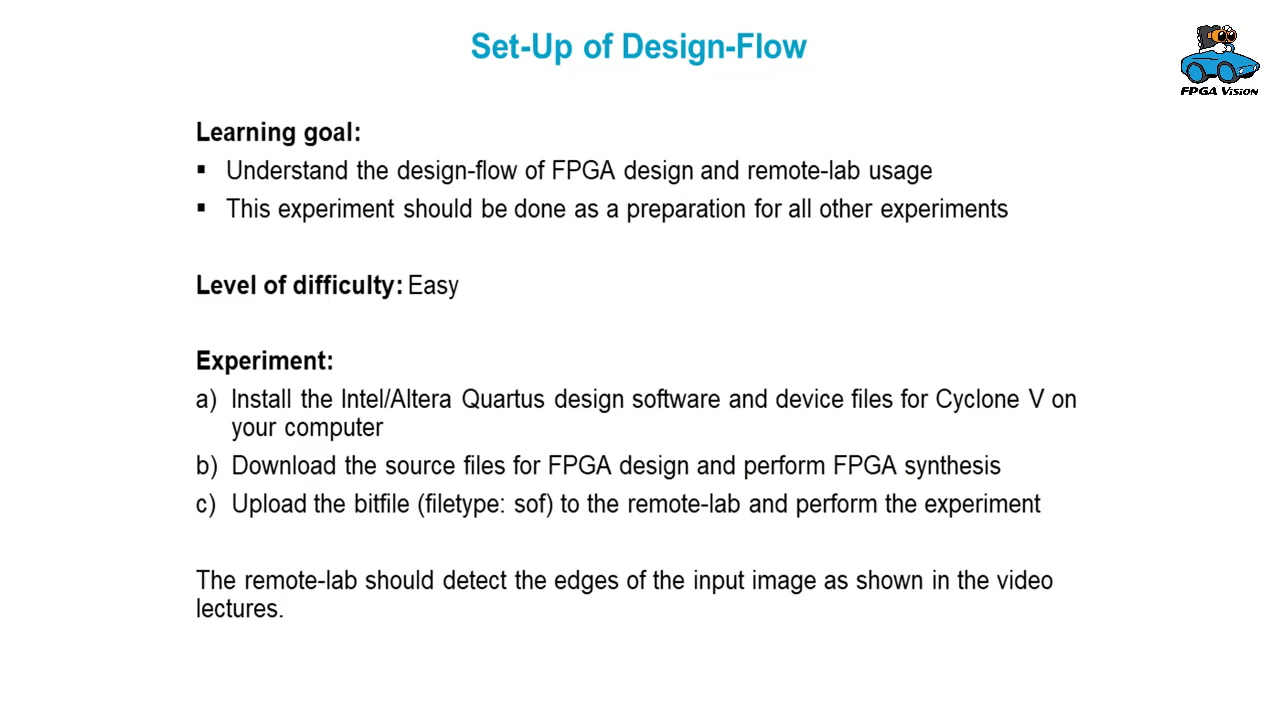 Set-Up of Design-Flow
FPGA Vision
Learning goal:
▪ Understand the design-flow of FPGA design and remote-lab usage
▪ This experiment should be done as a preparation for all other experiments
Level of difficulty: Easy
Experiment:
a) Install the Intel/Altera Quartus design software and device files for Cyclone V on
your computer
b) Download the source files for FPGA design and perform FPGA synthesis
c) Upload the bitfile (filetype: sof) to the remote-lab and perform the experiment
The remote-lab should detect the edges of the input image as shown in the video
lectures.